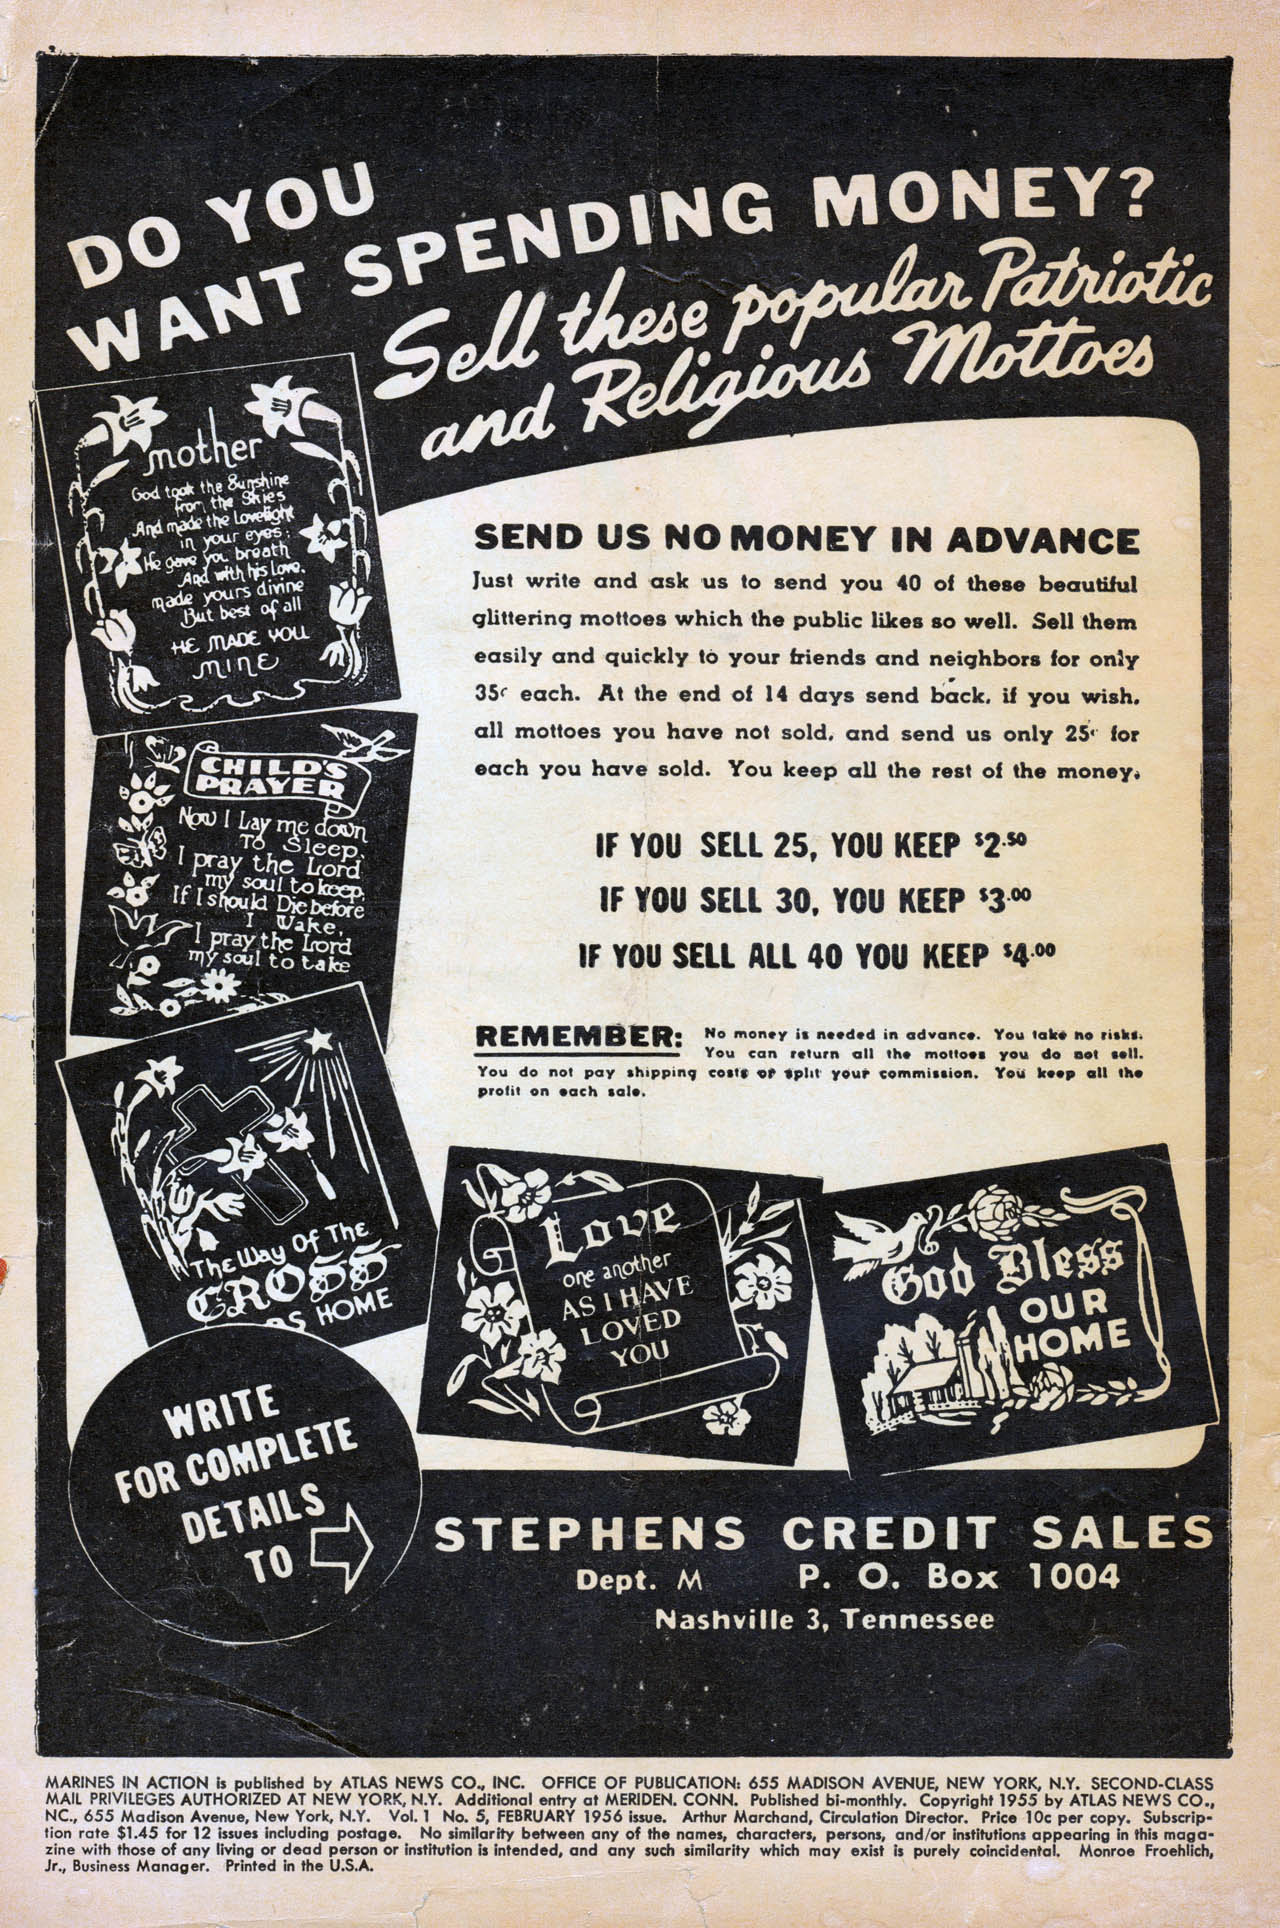 DO YOU
WANT SPENDING MONEY?
Sell these popular Patriotic
and Religious Mottoes
mother
God took the Sunshine
from the Skies
And made the lovelight
in your eyes;
He gave you breath
And with his love,
made yours divine
But best of all
HE MADE YOU
MINE
CHILD'S
PRAYER
Now I Lay me down
To Sleep,
I pray the Lord
my soul to keep.
If I should Die before
I Wake,
I pray the Lord
my soul to take
The Way Of The
CROSS
HOME
SEND US NO MONEY IN ADVANCE
Just write and ask us to send you 40 of these beautiful
glittering mottoes which the public likes so well. Sell them
easily and quickly to your friends and neighbors for only
35¢ each. At the end of 14 days send back, if you wish,
all mottoes you have not sold, and send us only 25¢ for
each you have sold. You keep all the rest of the money.
IF YOU SELL 25, YOU KEEP $2.50
IF YOU SELL 30, YOU KEEP $3.00
IF YOU SELL ALL 40 YOU KEEP $4.00
REMEMBER: No money is needed in advance. You take no risks.
You can return all the mottoes you do not sell.
You do not pay shipping costs or split your commission. You keep all the
profit on each sale.
Love
one another
AS I HAVE
LOVED
YOU
God Bless
OUR
HOME
WRITE
FOR COMPLETE
DETAILS
TO
STEPHENS CREDIT SALES
Dept. M P. O. Box 1004
Nashville 3, Tennessee
MARINES IN ACTION is published by ATLAS NEWS CO., INC. OFFICE OF PUBLICATION: 655 MADISON AVENUE, NEW YORK, N.Y. SECOND-CLASS
MAIL PRIVILEGES AUTHORIZED AT NEW YORK, N.Y. Additional entry at MERIDEN. CONN. Published bi-monthly. Copyright 1955 by ATLAS NEWS CO.,
NC., 655 Madison Avenue, New York, N.Y. Vol. 1 No. 5, FEBRUARY 1956 issue. Arthur Marchand, Circulation Director. Price 10c per copy. Subscrip-
tion rate $1.45 for 12 issues including postage. No similarity between any of the names, characters, persons, and/or institutions appearing in this maga-
zine with those of any living or dead person or institution is intended, and any such similarity which may exist is purely coincidental. Monroe Froehlich,
Jr., Business Manager. Printed in the U.S.A.